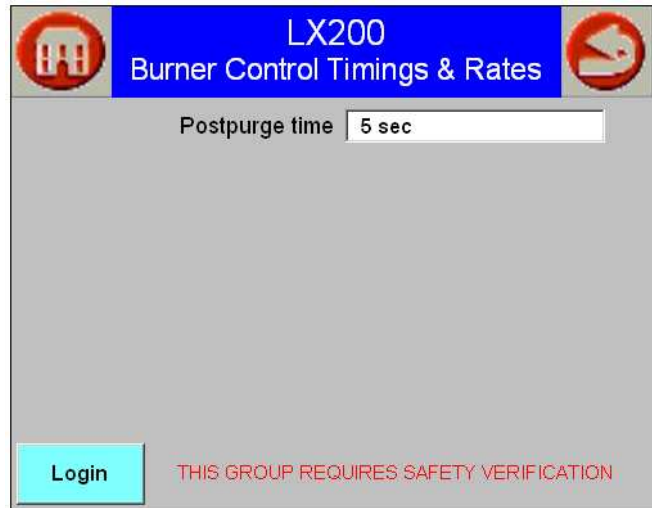 LX200
Burner Control Timings & Rates
Postpurge time 5 sec
Login THIS GROUP REQUIRES SAFETY VERIFICATION